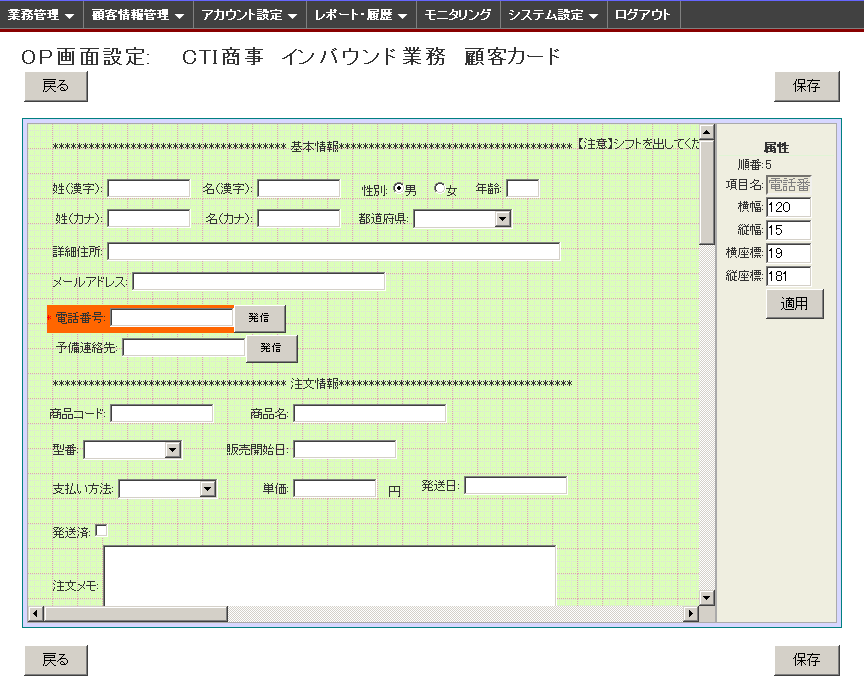 業務管理 顧客情報管理 アカウント設定 レポート・履歴 モニタリング システム設定 ログアウト
OP画面設定: CTI商事 インバウンド業務 顧客カード
戻る 保存
*************************************** 基本情報*************************************** 【注意】シフトを出してくた
姓(漢字): 名(漢字): 性別: 男 女 年齢:
姓(カナ): 名(カナ): 都道府県:
詳細住所:
メールアドレス:
*電話番号: 発信
予備連絡先: 発信
*************************************** 注文情報***************************************
商品コード: 商品名:
型番: 販売開始日:
支払い方法: 単価: 円 発送日:
発送済:
注文メモ:
属性
順番:5
項目名: 電話番
横幅: 120
縦幅: 15
横座標: 19
縦座標: 181
適用
戻る 保存